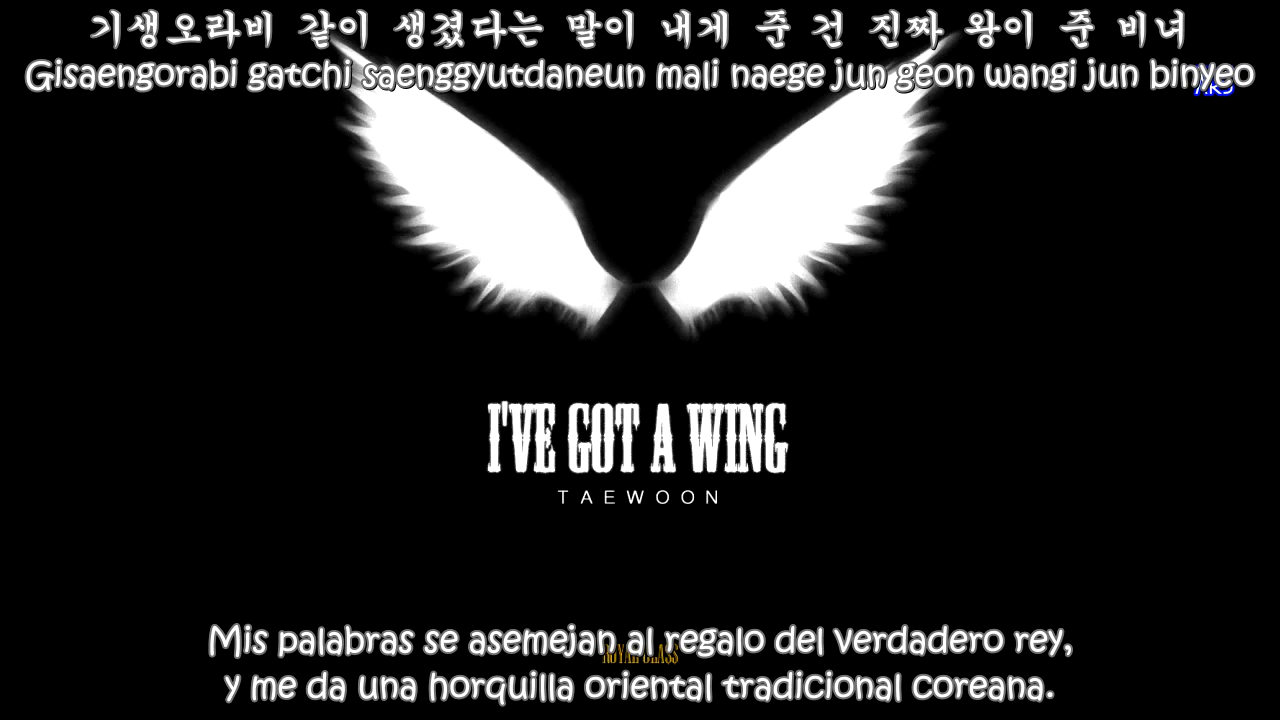 기생오라비 같이 생겼다는 말이 내게 준 건 진짜 왕이 준 비녀
Gisaengorabi gatchi saenggyutdaneun mali naege jun geon wangi jun binyeo
I'VE GOT A WING
TAEWOON
Mis palabras se asemejan al regalo del verdadero rey,
ROYAL CLASS
y me da una horquilla oriental tradicional coreana.